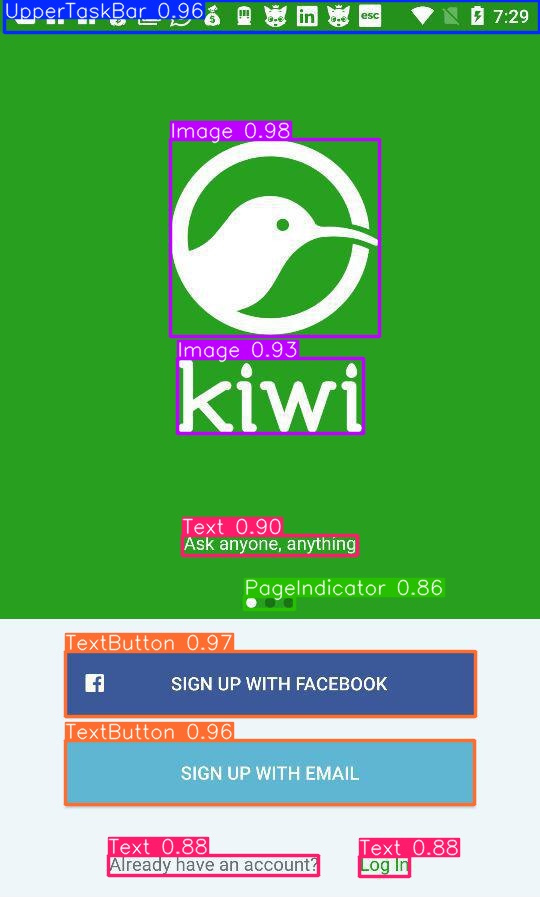 UpperTaskBar 0.96
$
in
esc
7:29
Image 0.98
Image 0.93
kiwi
Text 0.90
Ask anyone, anything
PageIndicator 0.86
TextButton 0.97
SIGN UP WITH FACEBOOK
TextButton 0.96
SIGN UP WITH EMAIL
Text 0.88
Already have an account?
Text 0.88
Log In